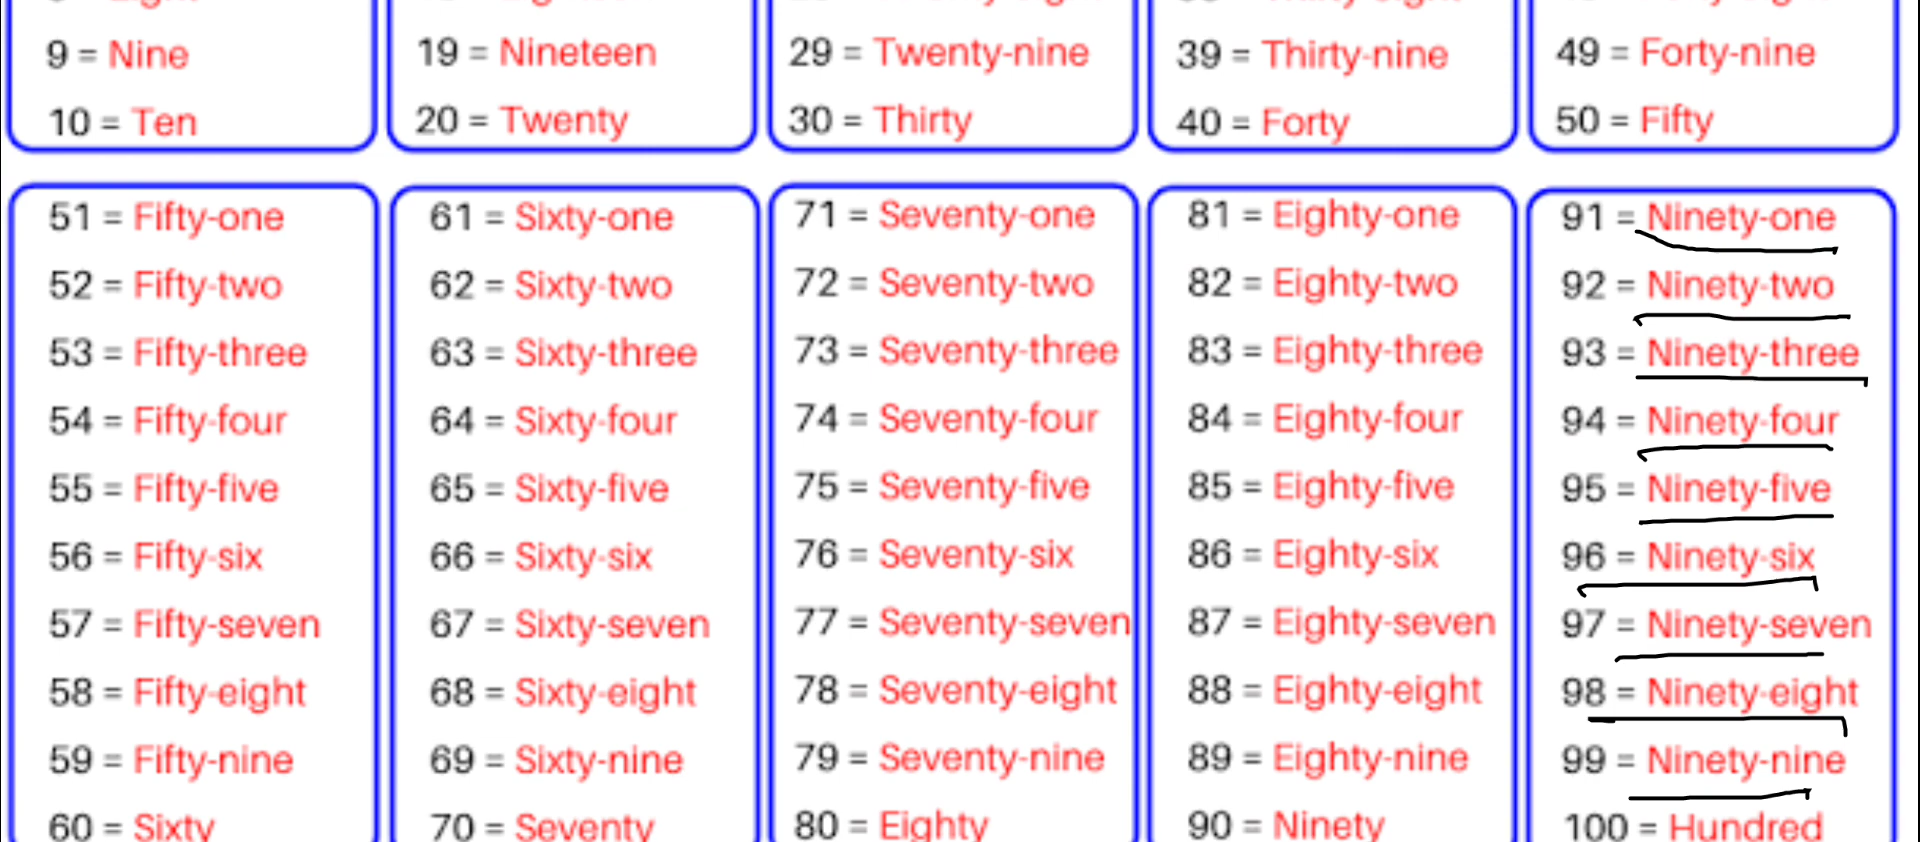 9 = Nine
10 = Ten
19 = Nineteen
20 = Twenty
29 = Twenty-nine
30 = Thirty
39 = Thirty-nine
40 = Forty
49 = Forty-nine
50 = Fifty
51 = Fifty-one
52 = Fifty-two
53 = Fifty-three
54 = Fifty-four
55 = Fifty-five
56 = Fifty-six
57 = Fifty-seven
58 = Fifty-eight
59 = Fifty-nine
60 = Sixty
61 = Sixty-one
62 = Sixty-two
63 = Sixty-three
64 = Sixty-four
65 = Sixty-five
66 = Sixty-six
67 = Sixty-seven
68 = Sixty-eight
69 = Sixty-nine
70 = Seventy
71 = Seventy-one
72 = Seventy-two
73 = Seventy-three
74 = Seventy-four
75 = Seventy-five
76 = Seventy-six
77 = Seventy-seven
78 = Seventy-eight
79 = Seventy-nine
80 = Eighty
81 = Eighty-one
82 = Eighty-two
83 = Eighty-three
84 = Eighty-four
85 = Eighty-five
86 = Eighty-six
87 = Eighty-seven
88 = Eighty-eight
89 = Eighty-nine
90 = Ninety
91 = Ninety-one
92 = Ninety-two
93 = Ninety-three
94 = Ninety-four
95 = Ninety-five
96 = Ninety-six
97 = Ninety-seven
98 = Ninety-eight
99 = Ninety-nine
100 = Hundred